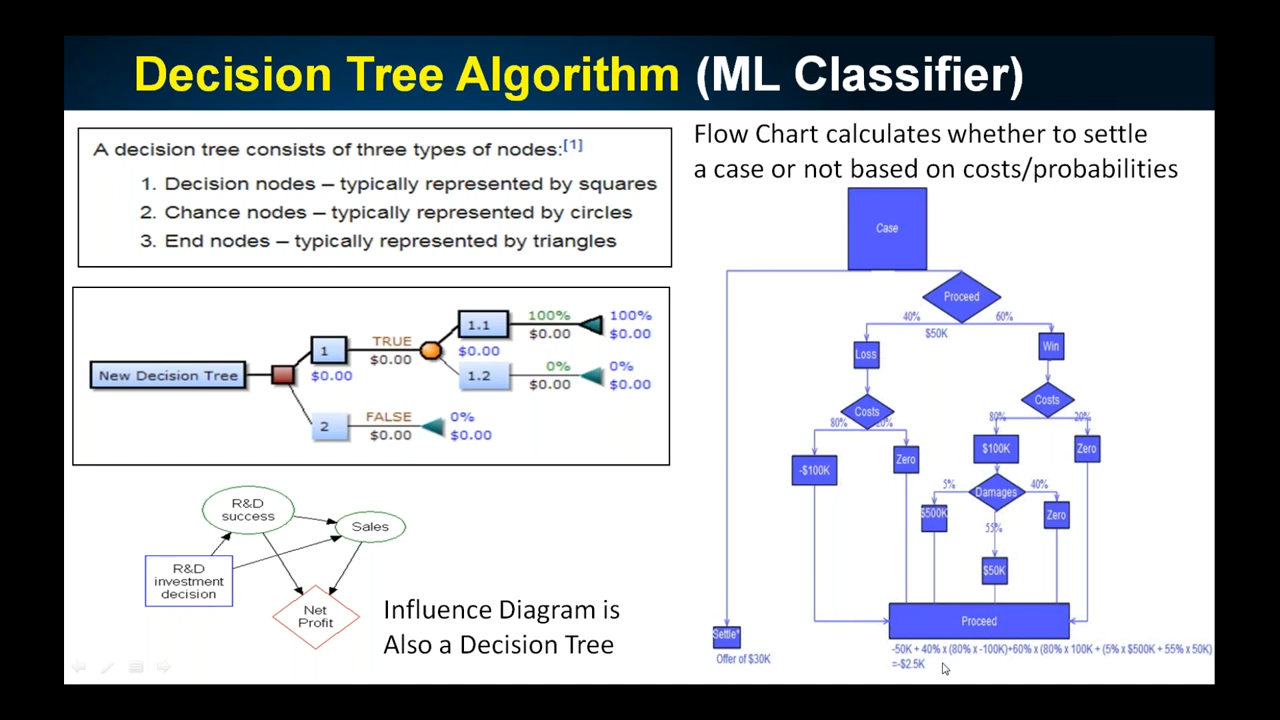 Decision Tree Algorithm (ML Classifier)
A decision tree consists of three types of nodes:[1]
1. Decision nodes – typically represented by squares
2. Chance nodes – typically represented by circles
3. End nodes – typically represented by triangles
New Decision Tree
1
$0.00
TRUE
$0.00
1.1
$0.00
100%
$0.00
100%
$0.00
1.2
0%
$0.00
0%
$0.00
2
FALSE
$0.00
0%
$0.00
R&D
success
Sales
R&D
investment
decision
Net
Profit
Influence Diagram is
Also a Decision Tree
Flow Chart calculates whether to settle
a case or not based on costs/probabilities
Case
Proceed
40%
60%
$50K
Loss
Win
Costs
Costs
80%
20%
80%
20%
-$100K
Zero
$100K
Zero
5%
Damages
40%
$500K
55%
Zero
$50K
Proceed
Settle*
Offer of $30K
-50K + 40% x (80% x -100K)+60% x (80% x 100K + (5% x $500K + 55% x 50K)
=-$2.5K